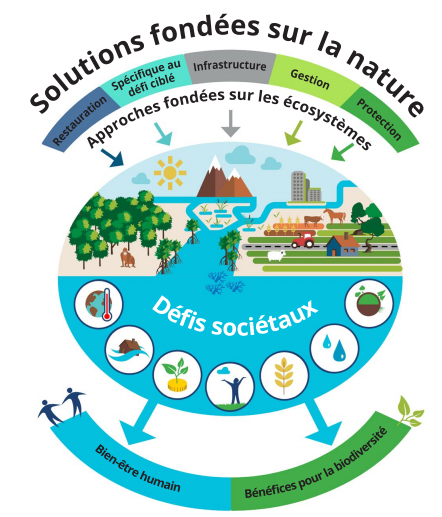 Solutions fondées sur la nature
Restauration
Spécifique au
défi ciblé
Infrastructure
Gestion
Protection
Approches fondées sur les écosystèmes
Défis sociétaux
Bien-être humain
Bénéfices pour la biodiversité